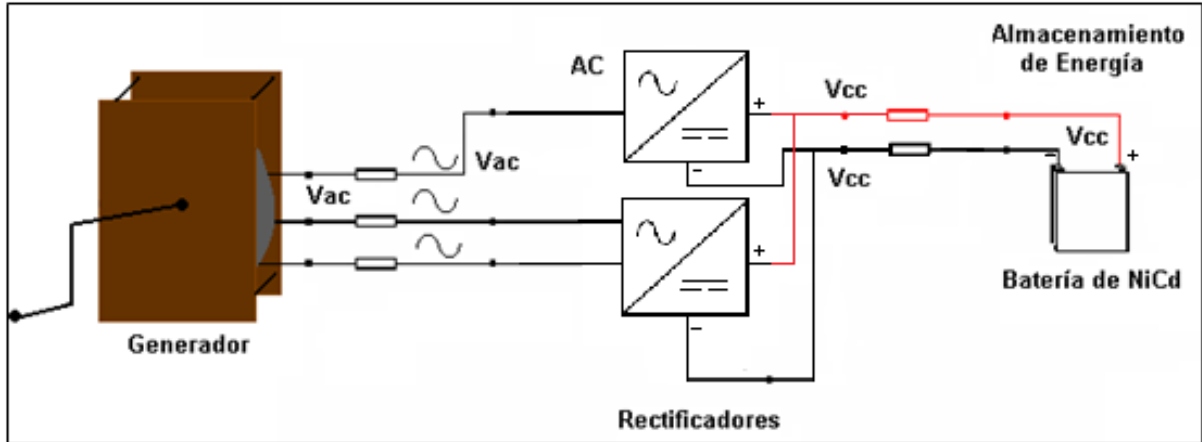 Almacenamiento
de Energía
AC
+
Vcc
Vac
Vcc
-
+
-
Vac
Vcc
+
Batería de NiCd
Generador
-
Rectificadores